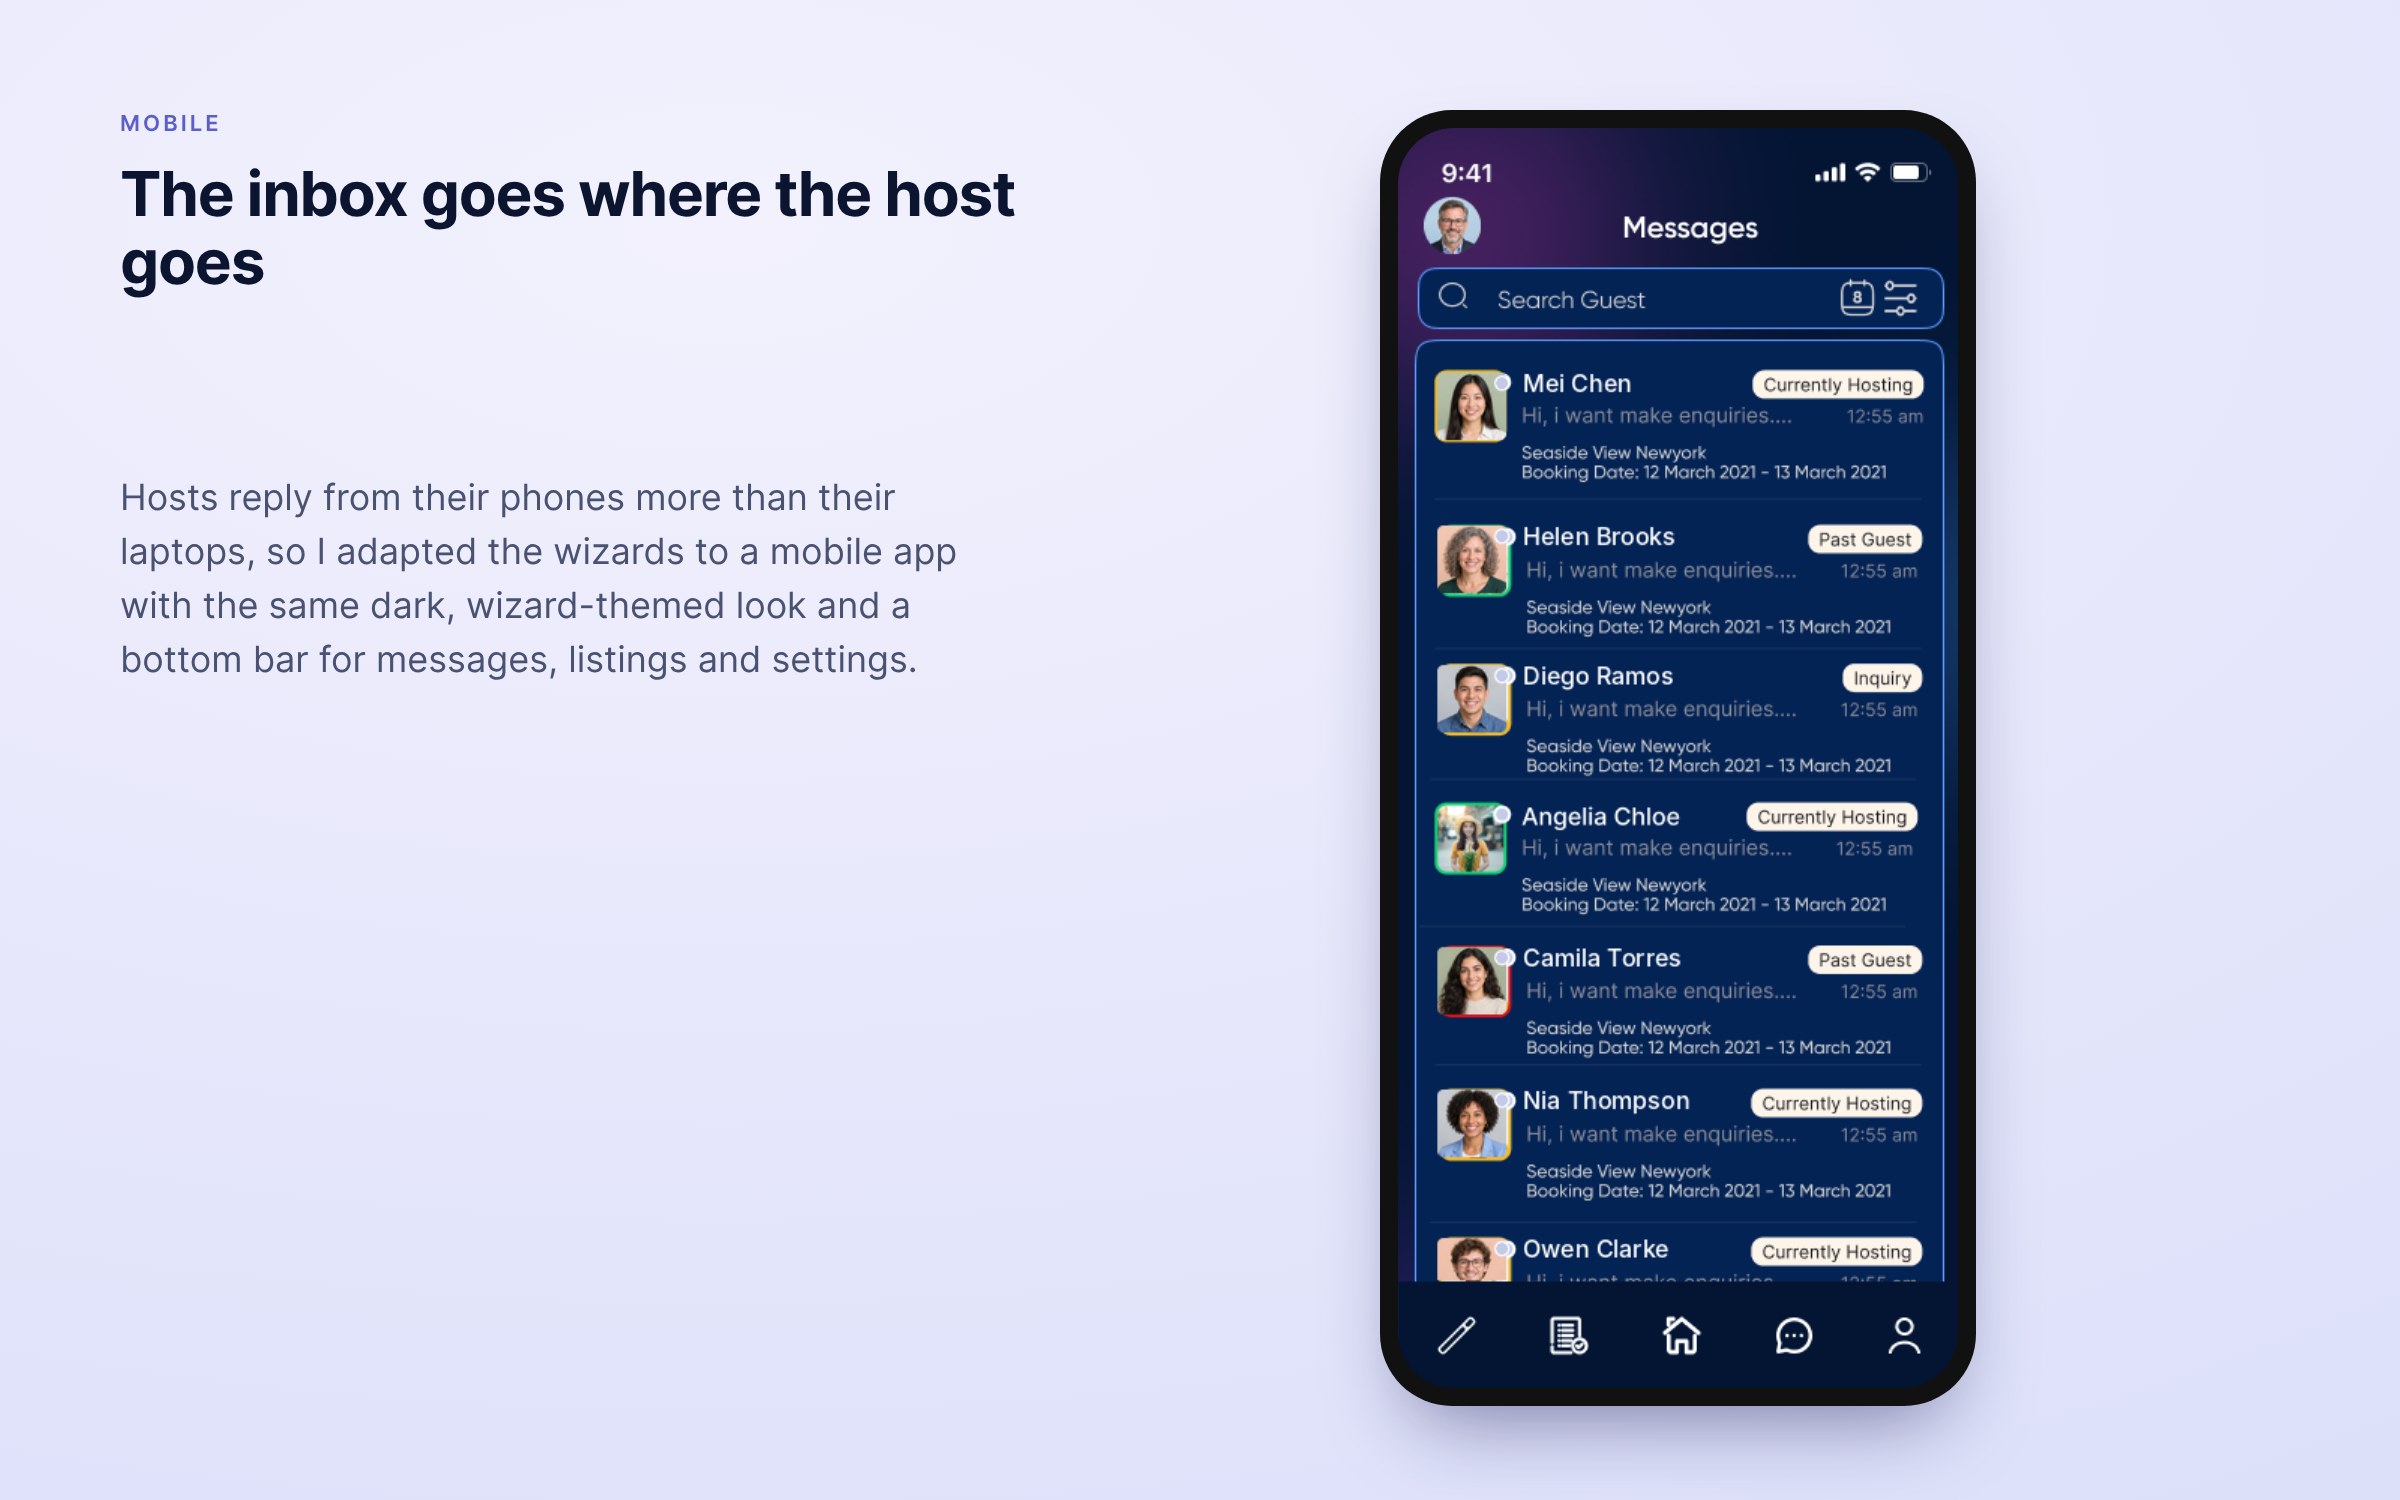 MOBILE
The inbox goes where the host
goes
Hosts reply from their phones more than their
laptops, so I adapted the wizards to a mobile app
with the same dark, wizard-themed look and a
bottom bar for messages, listings and settings.
9:41
Messages
Search Guest
8
Mei Chen
Currently Hosting
Hi, i want make enquiries....
12:55 am
Seaside View Newyork
Booking Date: 12 March 2021 - 13 March 2021
Helen Brooks
Past Guest
Hi, i want make enquiries....
12:55 am
Seaside View Newyork
Booking Date: 12 March 2021 - 13 March 2021
Diego Ramos
Inquiry
Hi, i want make enquiries....
12:55 am
Seaside View Newyork
Booking Date: 12 March 2021 - 13 March 2021
Angelia Chloe
Currently Hosting
Hi, i want make enquiries....
12:55 am
Seaside View Newyork
Booking Date: 12 March 2021 - 13 March 2021
Camila Torres
Past Guest
Hi, i want make enquiries....
12:55 am
Seaside View Newyork
Booking Date: 12 March 2021 - 13 March 2021
Nia Thompson
Currently Hosting
Hi, i want make enquiries....
12:55 am
Seaside View Newyork
Booking Date: 12 March 2021 - 13 March 2021
Owen Clarke
Currently Hosting